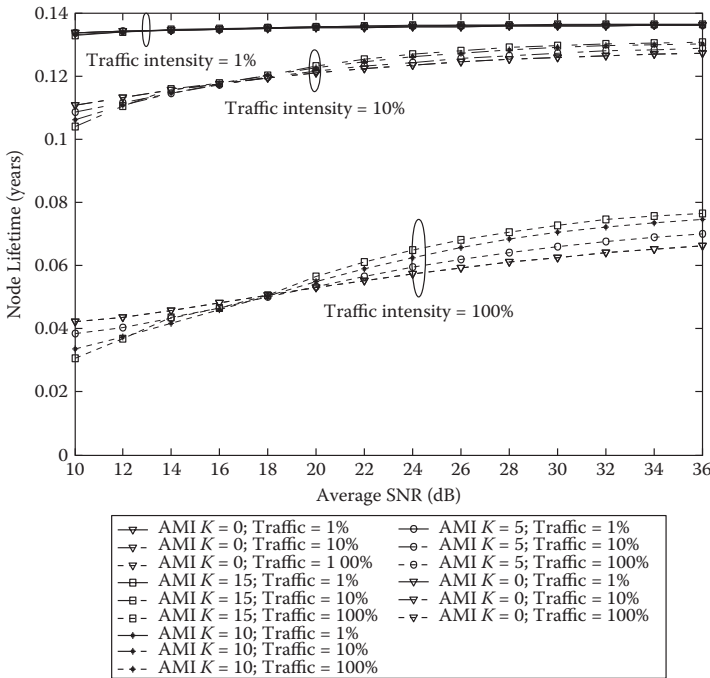 0.14
0.12
0.1
0.08
0.06
0.04
0.02
0
Node Lifetime (years)
Traffic intensity = 1%
Traffic intensity = 10%
Traffic intensity = 100%
10 12 14 16 18 20 22 24 26 28 30 32 34 36
Average SNR (dB)
AMI K = 0; Traffic = 1%
AMI K = 0; Traffic = 10%
AMI K = 0; Traffic = 1 00%
AMI K = 15; Traffic = 1%
AMI K = 15; Traffic = 10%
AMI K = 15; Traffic = 100%
AMI K = 10; Traffic = 1%
AMI K = 10; Traffic = 10%
AMI K = 10; Traffic = 100%
AMI K = 5; Traffic = 1%
AMI K = 5; Traffic = 10%
AMI K = 5; Traffic = 100%
AMI K = 0; Traffic = 1%
AMI K = 0; Traffic = 10%
AMI K = 0; Traffic = 100%